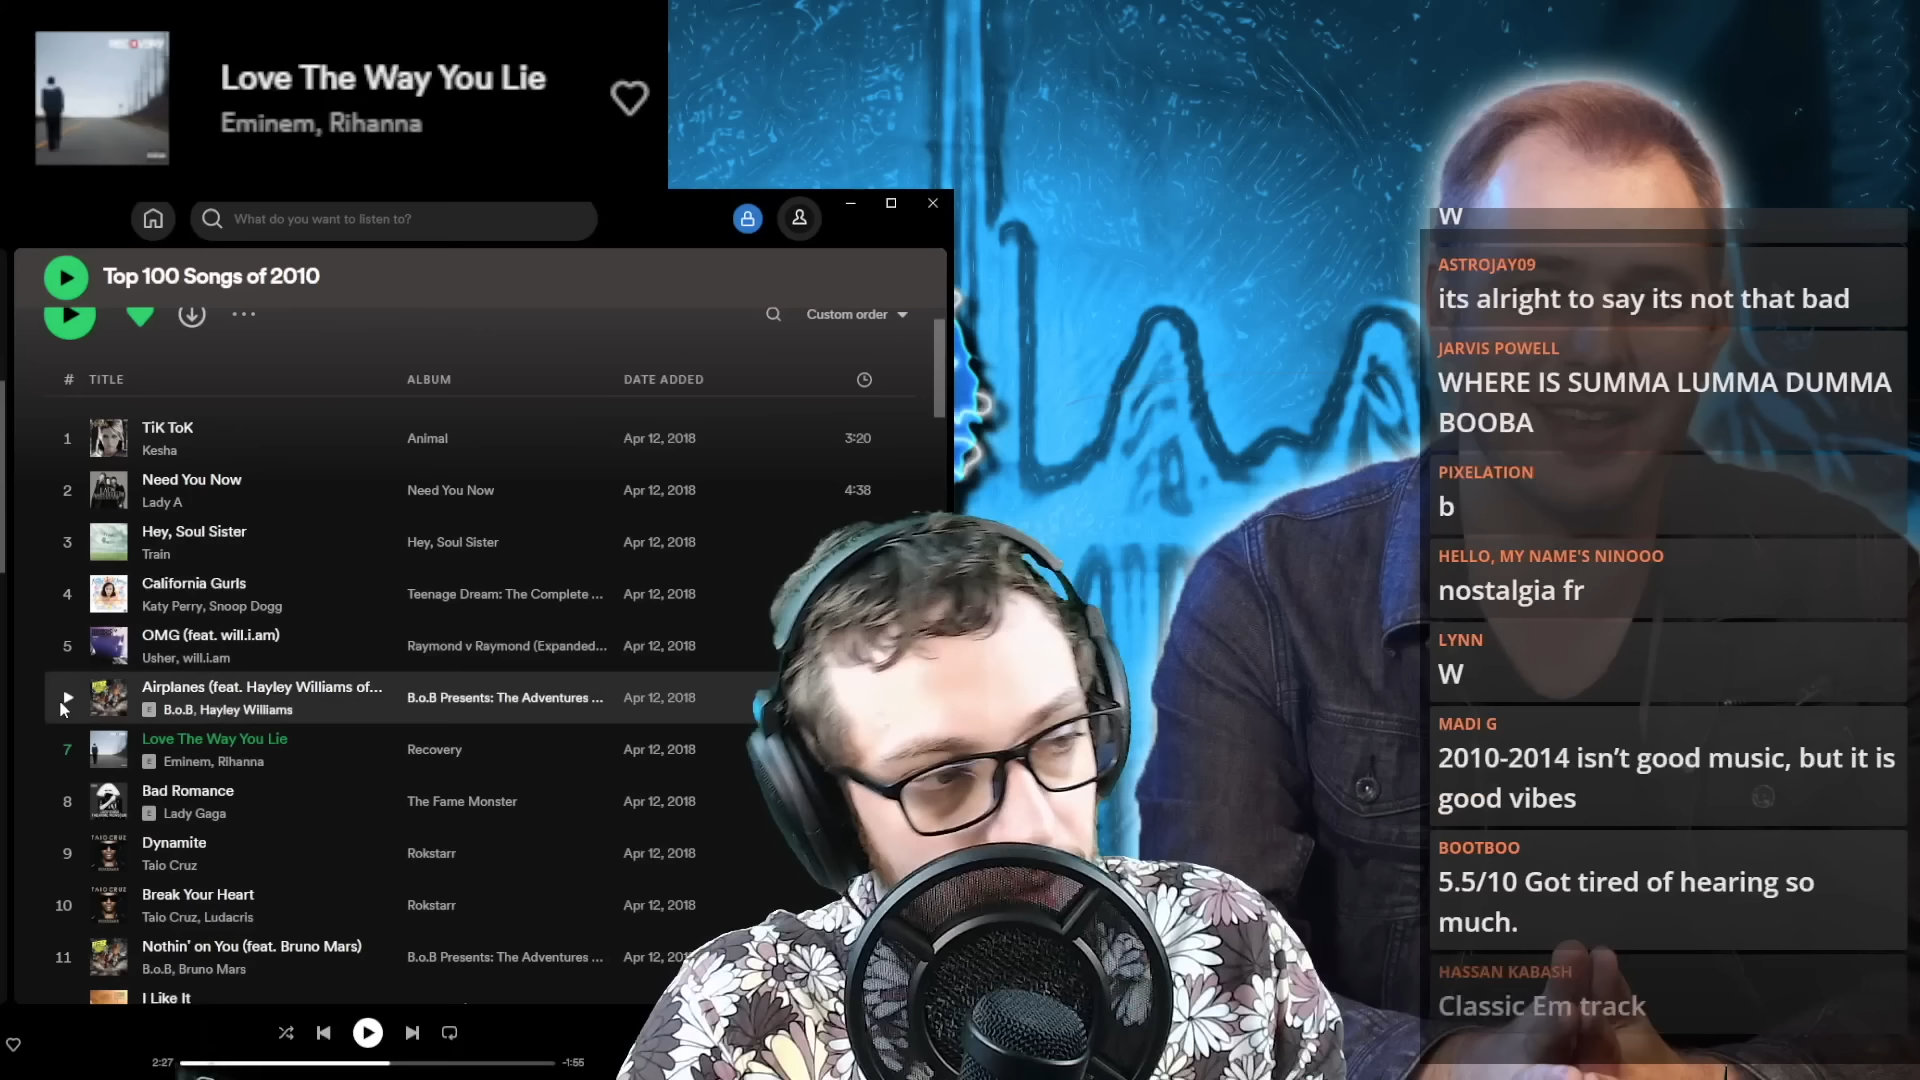 Love The Way You Lie
Eminem, Rihanna
What do you want to listen to?
Top 100 Songs of 2010
Custom order
# TITLE ALBUM DATE ADDED
1 TiK ToK Animal Apr 12, 2018 3:20
Kesha
2 Need You Now Need You Now Apr 12, 2018 4:38
Lady A
3 Hey, Soul Sister Hey, Soul Sister Apr 12, 2018
Train
4 California Gurls Teenage Dream: The Complete ... Apr 12, 2018
Katy Perry, Snoop Dogg
5 OMG (feat. will.i.am) Raymond v Raymond (Expanded... Apr 12, 2018
Usher, will.i.am
Airplanes (feat. Hayley Williams of... B.o.B Presents: The Adventures ... Apr 12, 2018
E B.o.B, Hayley Williams
7 Love The Way You Lie Recovery Apr 12, 2018
E Eminem, Rihanna
8 Bad Romance The Fame Monster Apr 12, 2018
E Lady Gaga
9 Dynamite Rokstarr Apr 12, 2018
Taio Cruz
10 Break Your Heart Rokstarr Apr 12, 2018
Taio Cruz, Ludacris
11 Nothin' on You (feat. Bruno Mars) B.o.B Presents: The Adventures ... Apr 12, 201
B.o.B, Bruno Mars
I Like It
2:27 -1:55
W
ASTROJAY09
its alright to say its not that bad
JARVIS POWELL
WHERE IS SUMMA LUMMA DUMMA
BOOBA
PIXELATION
b
HELLO, MY NAME'S NINOOO
nostalgia fr
LYNN
W
MADI G
2010-2014 isn't good music, but it is
good vibes
BOOTBOO
5.5/10 Got tired of hearing so
much.
HASSAN KABASH
Classic Em track